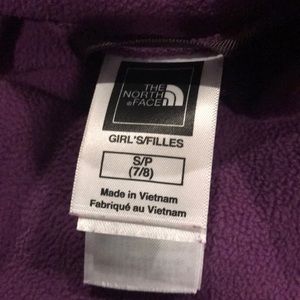 THE
NORTH
FACE
GIRL'S/FILLES
S/P
(7/8)
Made in Vietnam
Fabriqué au Vietnam